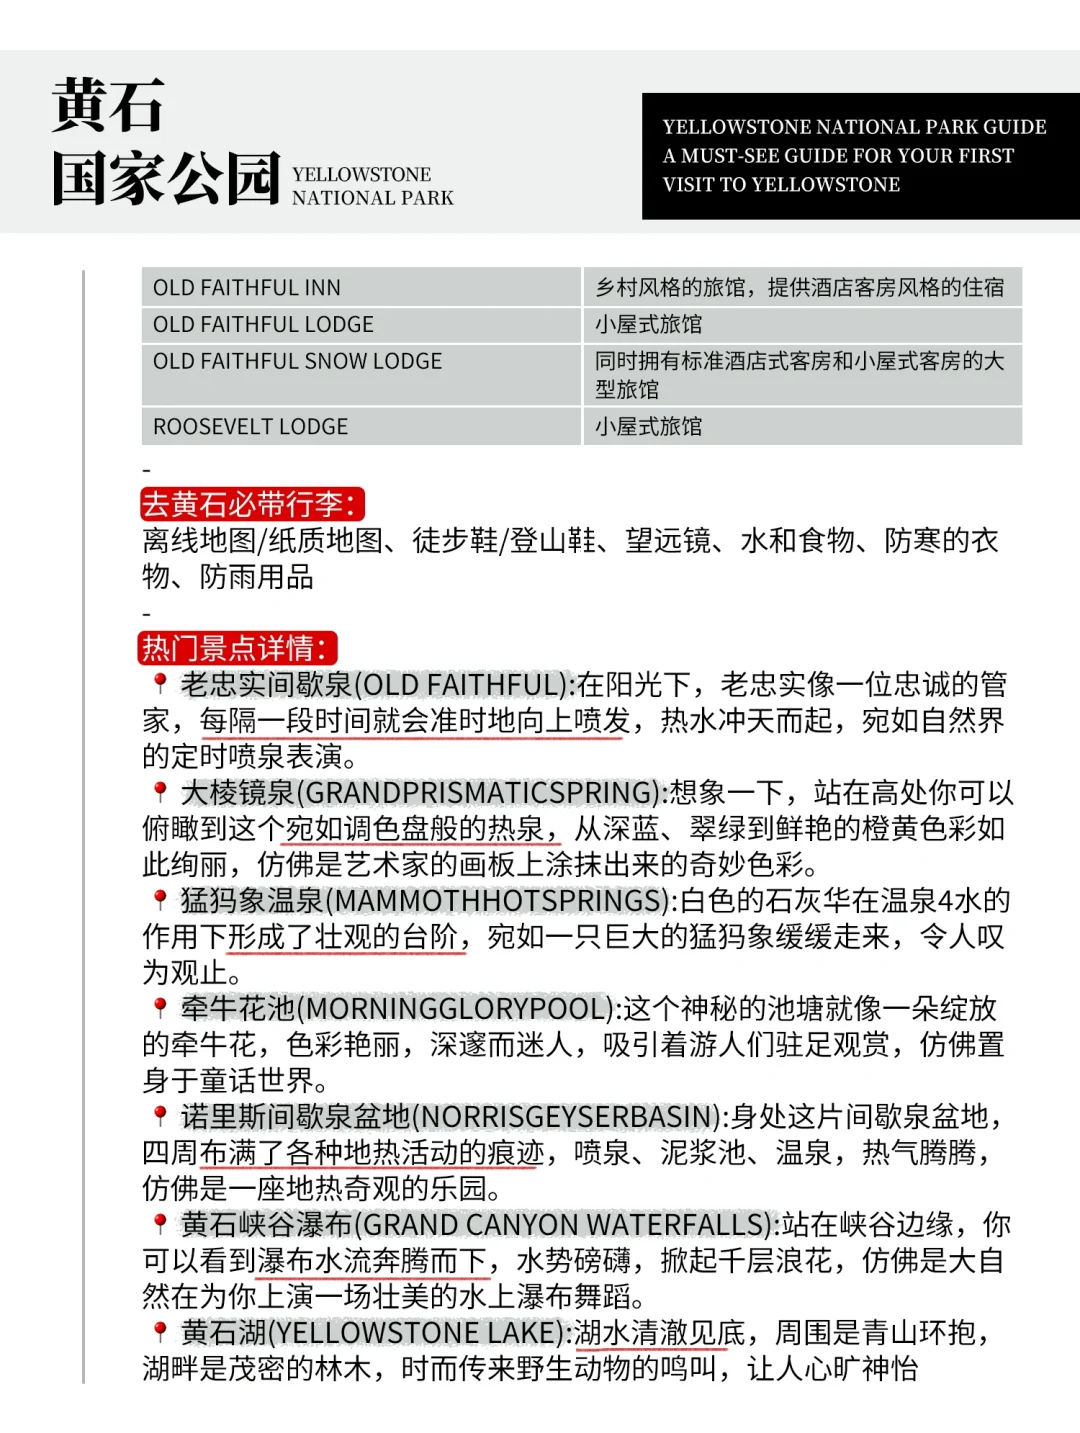 黄石
国家公园
YELLOWSTONE
NATIONAL PARK
YELLOWSTONE NATIONAL PARK GUIDE
A MUST-SEE GUIDE FOR YOUR FIRST
VISIT TO YELLOWSTONE
OLD FAITHFUL INN 乡村风格的旅馆，提供酒店客房风格的住宿
OLD FAITHFUL LODGE 小屋式旅馆
OLD FAITHFUL SNOW LODGE 同时拥有标准酒店式客房和小屋式客房的大
型旅馆
ROOSEVELT LODGE 小屋式旅馆
-
去黄石必带行李：
离线地图/纸质地图、徒步鞋/登山鞋、望远镜、水和食物、防寒的衣
物、防雨用品
-
热门景点详情：
📍老忠实间歇泉(OLD FAITHFUL):在阳光下，老忠实像一位忠诚的管
家，每隔一段时间就会准时地向上喷发，热水冲天而起，宛如自然界
的定时喷泉表演。
📍大棱镜泉(GRANDPRISMATICSPRING):想象一下，站在高处你可以
俯瞰到这个宛如调色盘般的热泉，从深蓝、翠绿到鲜艳的橙黄色彩如
此绚丽，仿佛是艺术家的画板上涂抹出来的奇妙色彩。
📍猛犸象温泉(MAMMOTHHOTSPRINGS):白色的石灰华在温泉4水的
作用下形成了壮观的台阶，宛如一只巨大的猛犸象缓缓走来，令人叹
为观止。
📍牵牛花池(MORNINGGLORYPOOL):这个神秘的池塘就像一朵绽放
的牵牛花，色彩艳丽，深邃而迷人，吸引着游人们驻足观赏，仿佛置
身于童话世界。
📍诺里斯间歇泉盆地(NORRISGEYSERBASIN):身处这片间歇泉盆地，
四周布满了各种地热活动的痕迹，喷泉、泥浆池、温泉，热气腾腾，
仿佛是一座地热奇观的乐园。
📍黄石峡谷瀑布(GRAND CANYON WATERFALLS):站在峡谷边缘，你
可以看到瀑布水流奔腾而下，水势磅礴，掀起千层浪花，仿佛是大自
然在为你上演一场壮美的水上瀑布舞蹈。
📍黄石湖(YELLOWSTONE LAKE):湖水清澈见底，周围是青山环抱，
湖畔是茂密的林木，时而传来野生动物的鸣叫，让人心旷神怡